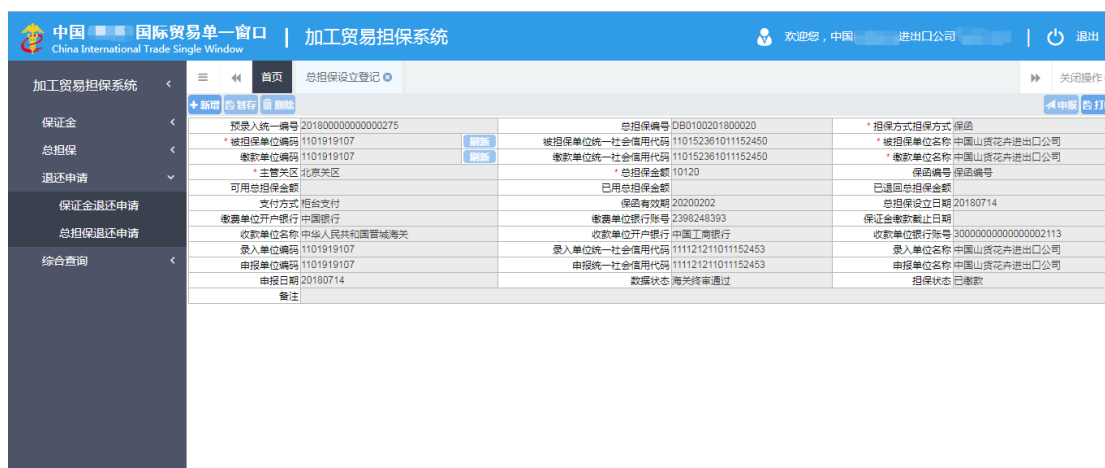 中国 国际贸易单一窗口 | 加工贸易担保系统 欢迎您，中国 进出口公司 | 退出
China International Trade Single Window
加工贸易担保系统 首页 总担保设立登记 关闭操作
新增 暂存 删除 申报 打
保证金
总担保
退还申请
保证金退还申请
总担保退还申请
综合查询
预录入统一编号 201800000000000275 总担保编号 DB0100201800020 * 担保方式担保方式 保函
* 被担保单位编码 1101919107 刷新 被担保单位统一社会信用代码 110152361011152450 * 被担保单位名称 中国山货花卉进出口公司
缴款单位编码 1101919107 刷新 缴款单位统一社会信用代码 110152361011152450 * 缴款单位名称 中国山货花卉进出口公司
* 主管关区 北京关区 * 总担保金额 10120 保函编号 保函编号
可用总担保金额 已用总担保金额 已退回总担保金额
支付方式 柜台支付 保函有效期 20200202 总担保设立日期 20180714
缴费单位开户银行 中国银行 缴费单位银行账号 2398248393 保证金缴款截止日期
收款单位名称 中华人民共和国晋城海关 收款单位开户银行 中国工商银行 收款单位银行账号 30000000000000002113
录入单位编码 1101919107 录入单位统一社会信用代码 111121211011152453 录入单位名称 中国山货花卉进出口公司
申报单位编码 1101919107 申报统一社会信用代码 111121211011152453 申报单位名称 中国山货花卉进出口公司
申报日期 20180714 数据状态 海关终审通过 担保状态 已缴款
备注